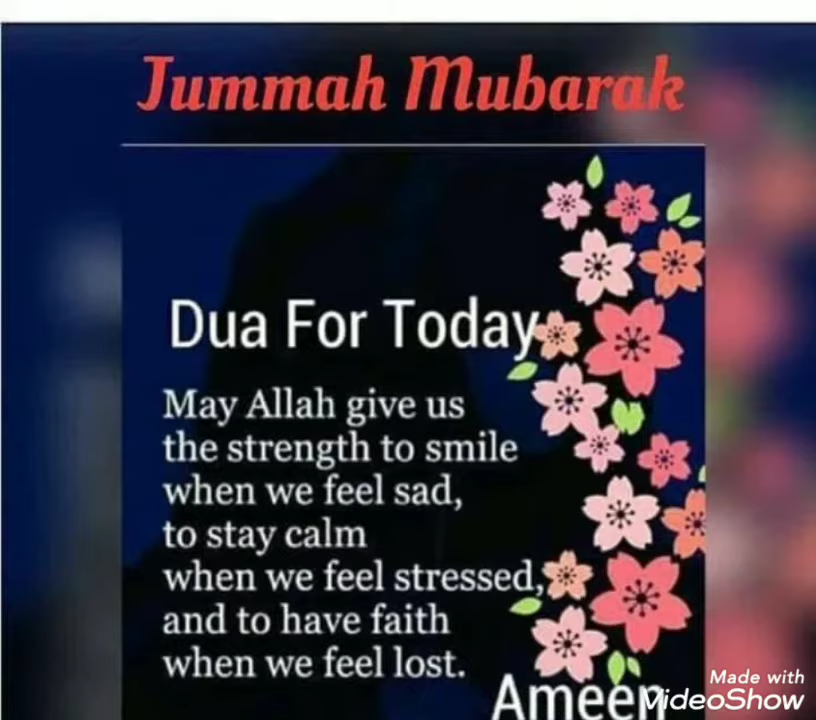 Jummah Mubarak
Dua For Today
May Allah give us
the strength to smile
when we feel sad,
to stay calm
when we feel stressed,
and to have faith
when we feel lost.
Ameen
Made with
VideoShow